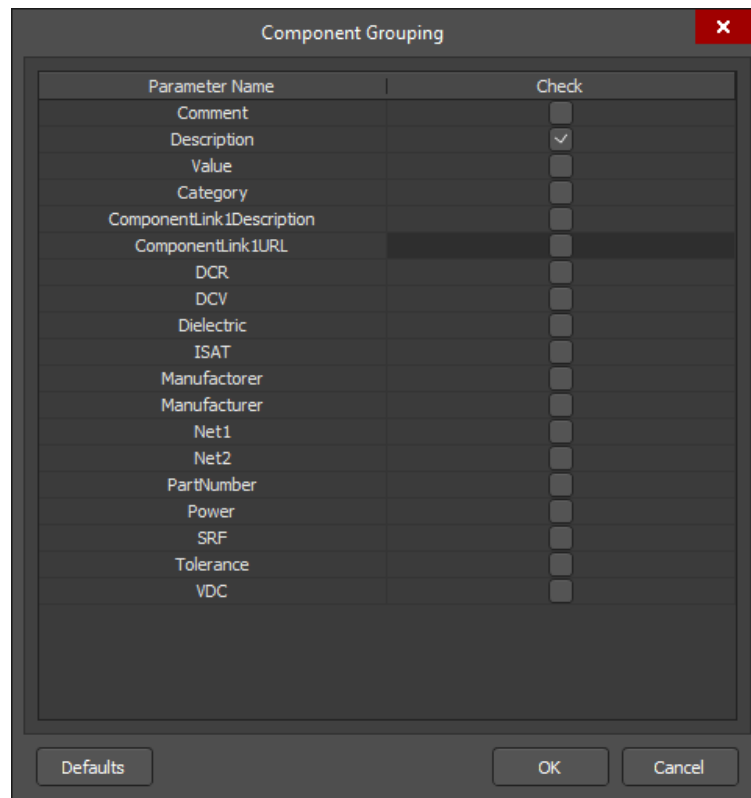 Component Grouping
Parameter Name Check
Comment
Description
Value
Category
ComponentLink1Description
ComponentLink1URL
DCR
DCV
Dielectric
ISAT
Manufactorer
Manufacturer
Net1
Net2
PartNumber
Power
SRF
Tolerance
VDC
Defaults OK Cancel